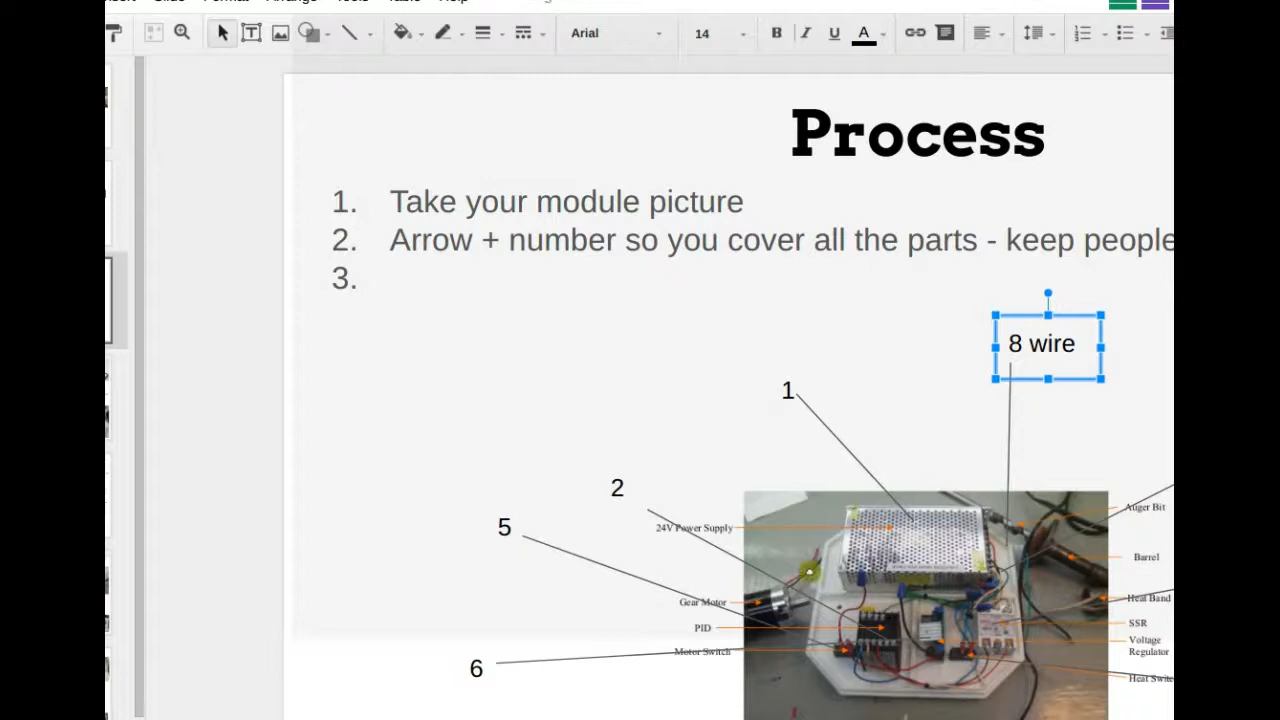 Slide
Arial
14
B I U A
Process
1. Take your module picture
2. Arrow + number so you cover all the parts - keep people
3.
8 wire
1
2
5
6
24V Power Supply
Gear Motor
PID
Motor Switch
Auger Bit
Barrel
Heat Band
SSR
Voltage
Regulator
Heat